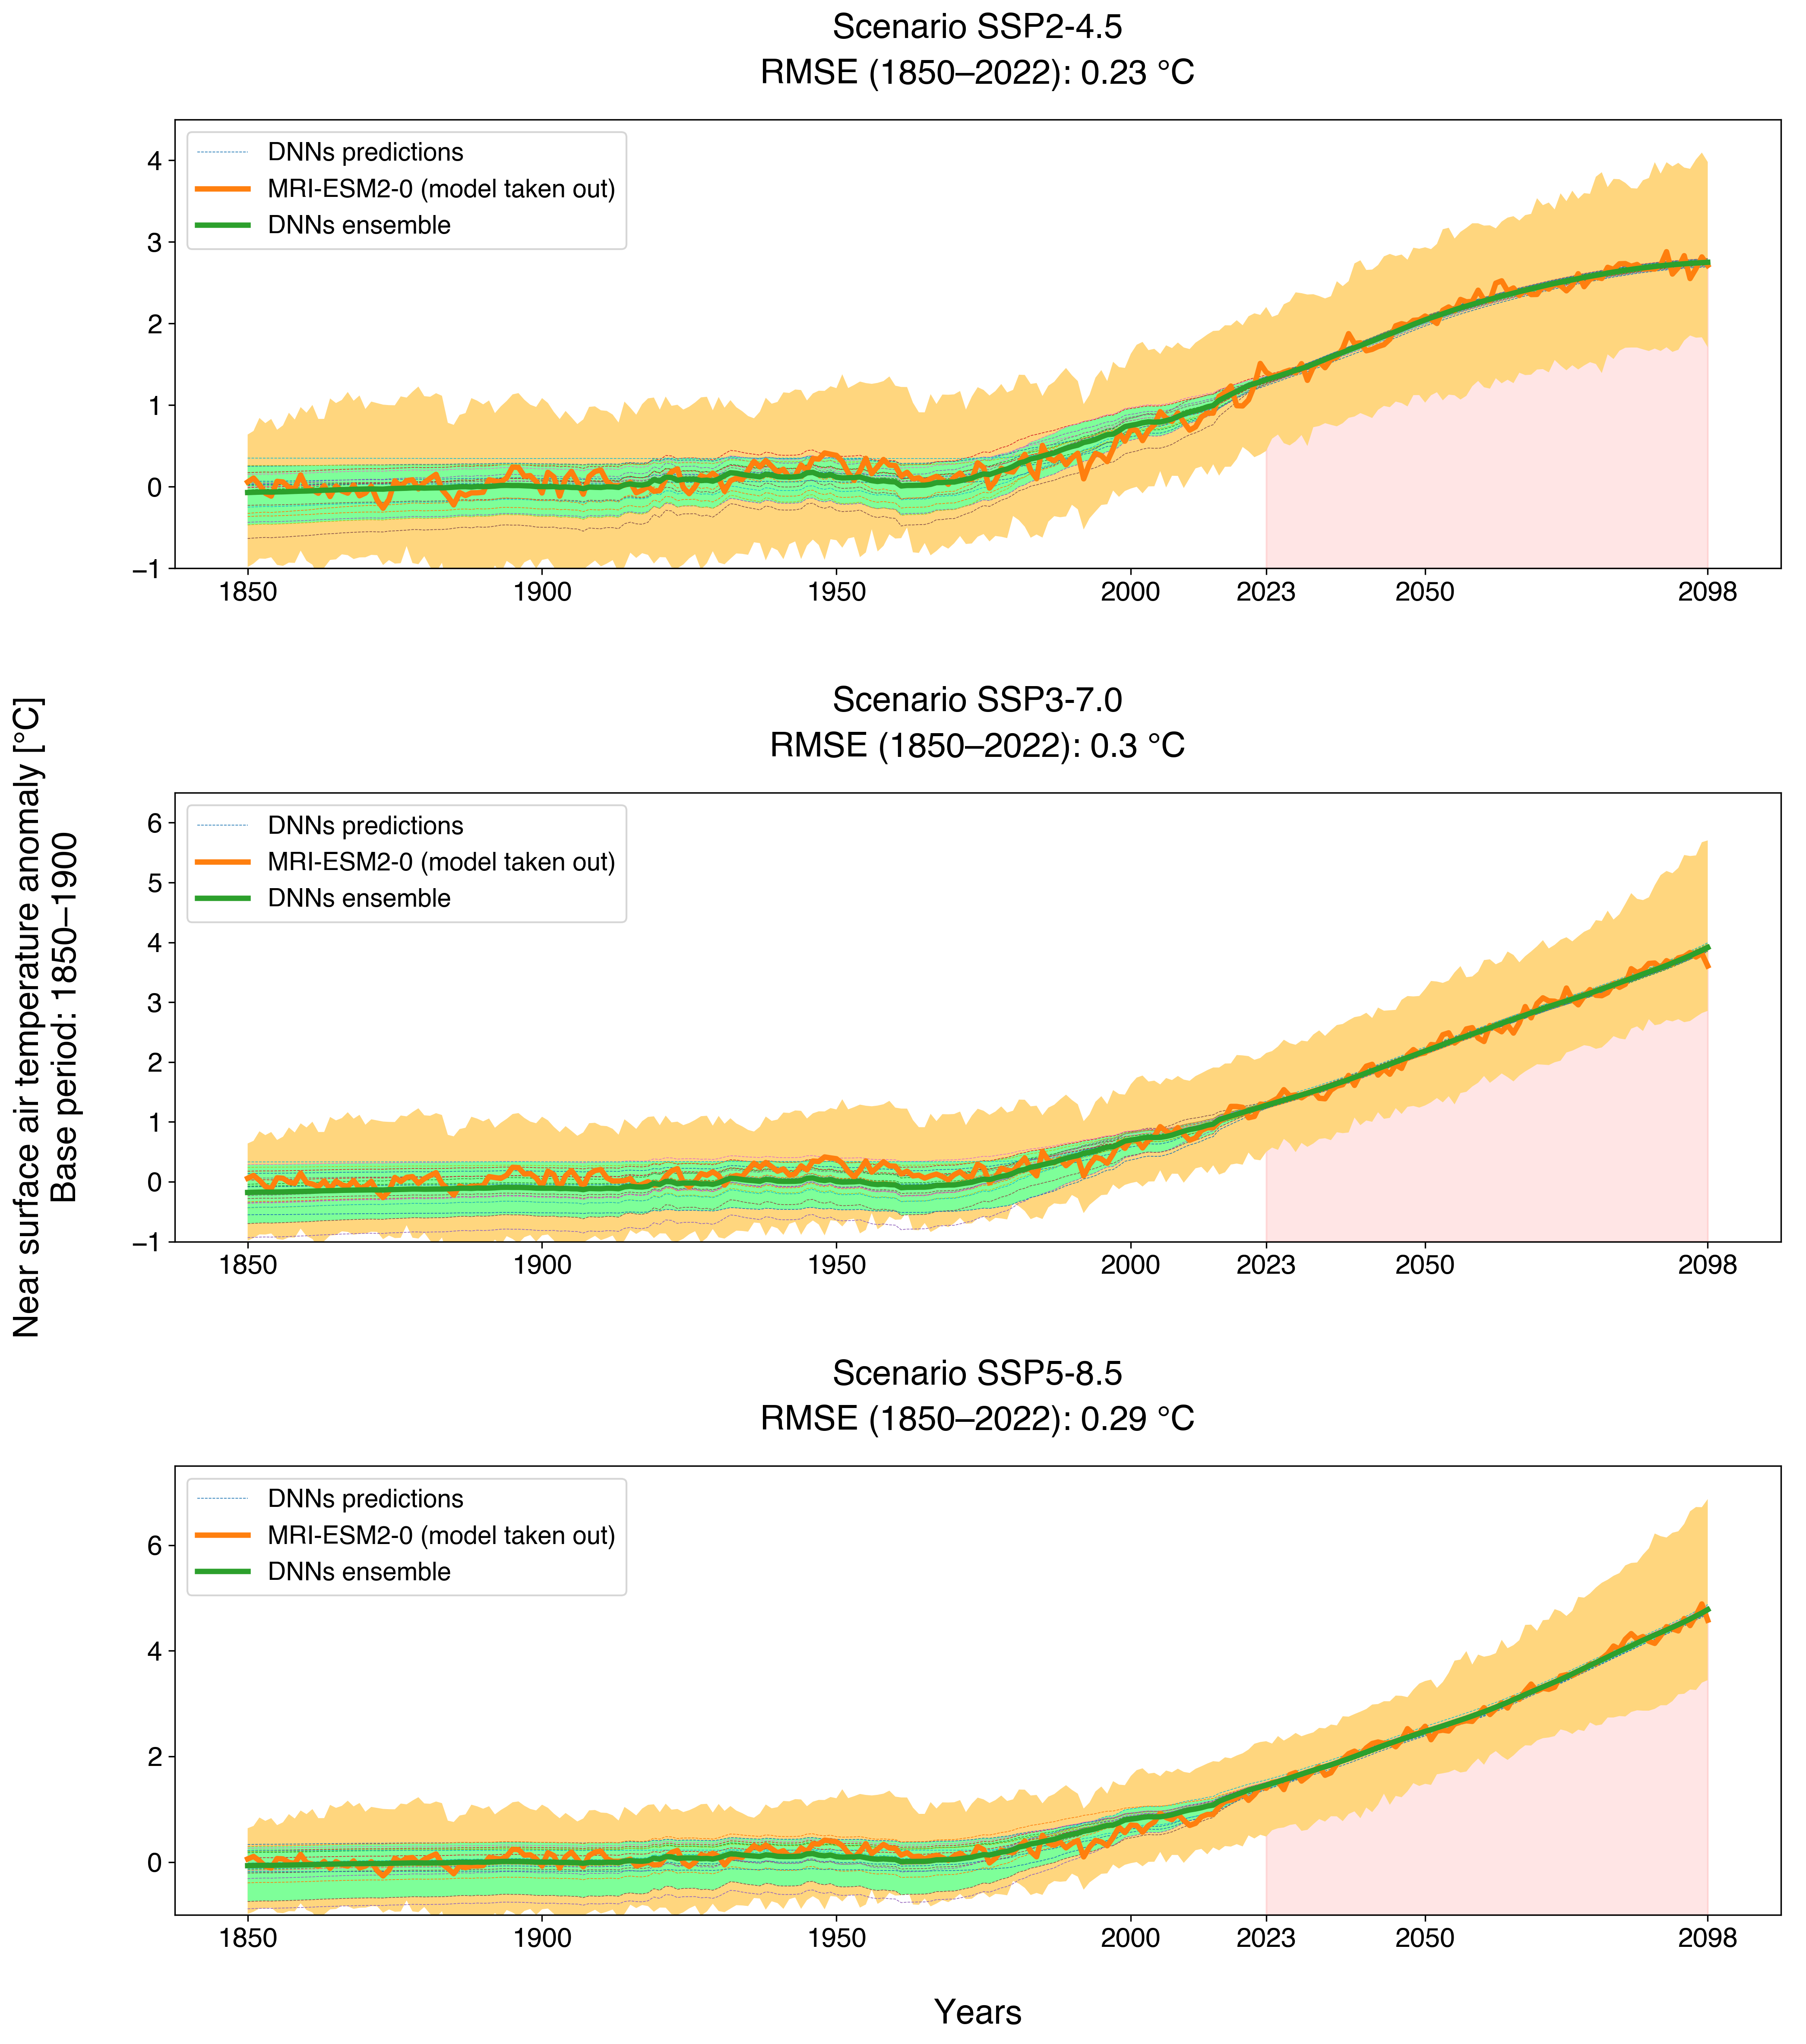 Scenario SSP2-4.5
RMSE (1850–2022): 0.23 °C
DNNs predictions
MRI-ESM2-0 (model taken out)
DNNs ensemble
4
3
2
1
0
−1
1850 1900 1950 2000 2023 2050 2098
Near surface air temperature anomaly [°C]
Base period: 1850–1900
Scenario SSP3-7.0
RMSE (1850–2022): 0.3 °C
DNNs predictions
MRI-ESM2-0 (model taken out)
DNNs ensemble
6
5
4
3
2
1
0
−1
1850 1900 1950 2000 2023 2050 2098
Scenario SSP5-8.5
RMSE (1850–2022): 0.29 °C
DNNs predictions
MRI-ESM2-0 (model taken out)
DNNs ensemble
6
4
2
0
1850 1900 1950 2000 2023 2050 2098
Years